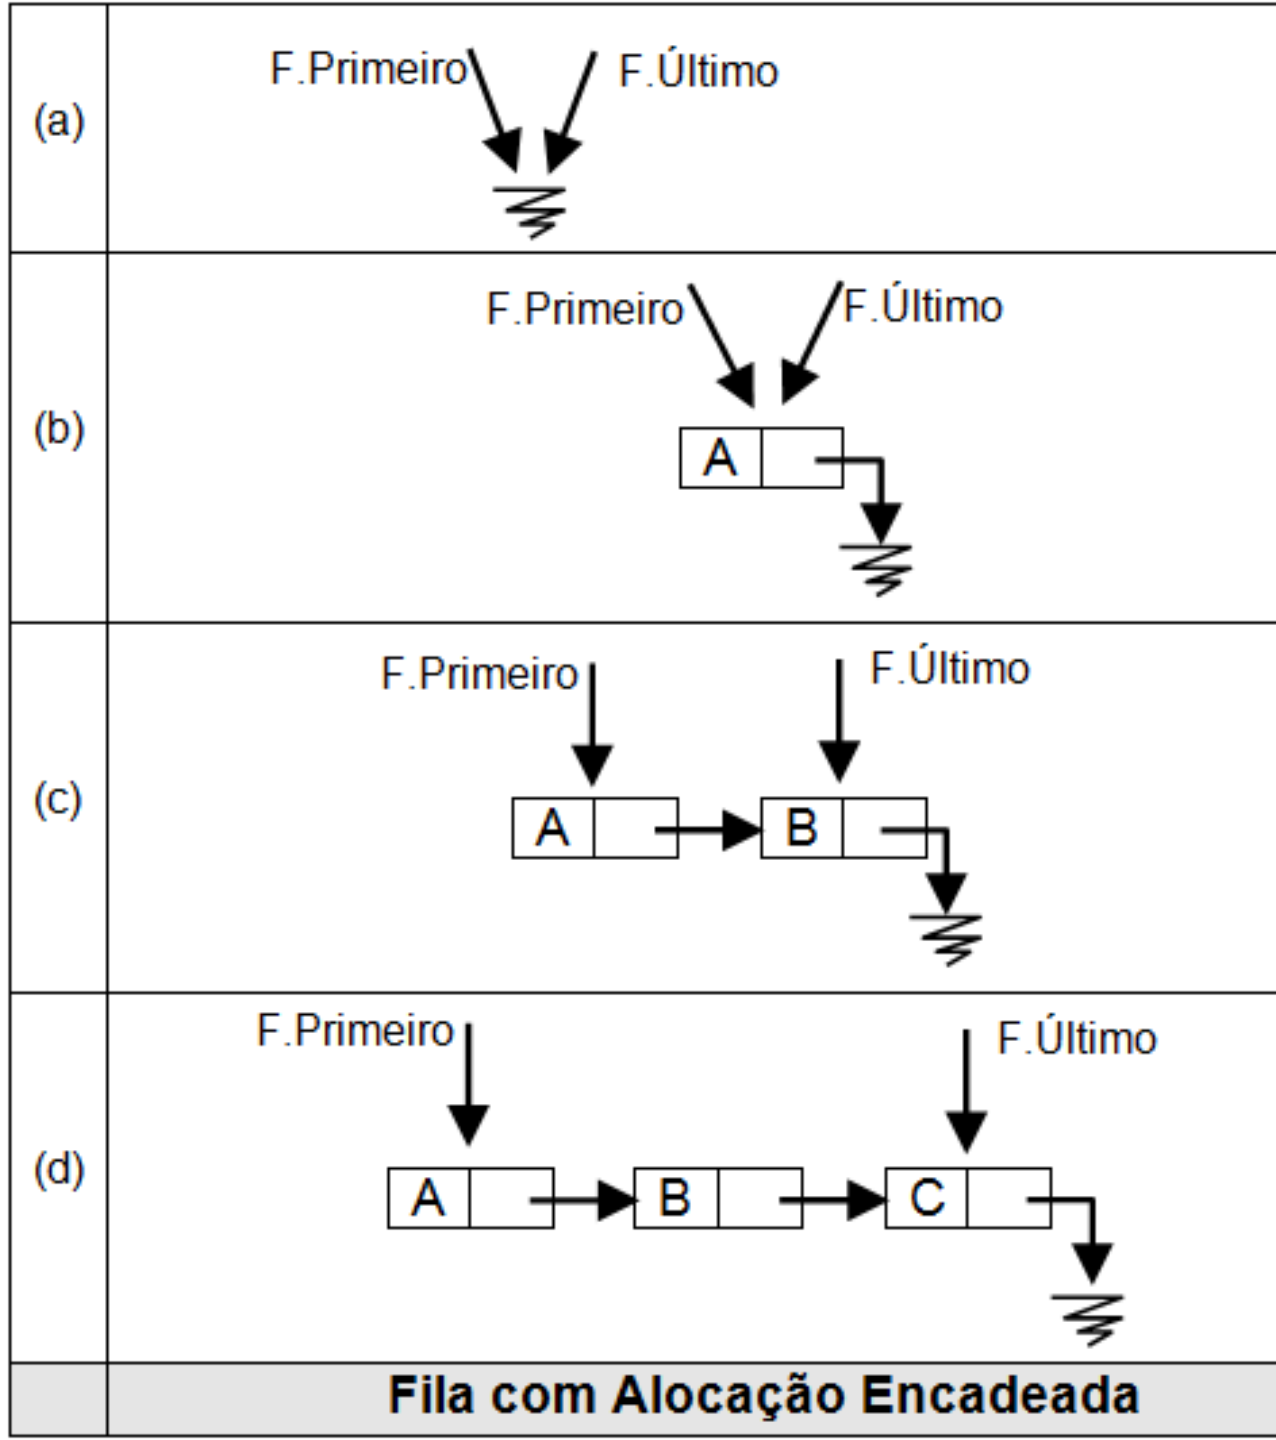 (a)
F.Primeiro F.Último
(b)
F.Primeiro F.Último
A
(c)
F.Primeiro F.Último
A B
(d)
F.Primeiro F.Último
A B C
Fila com Alocação Encadeada